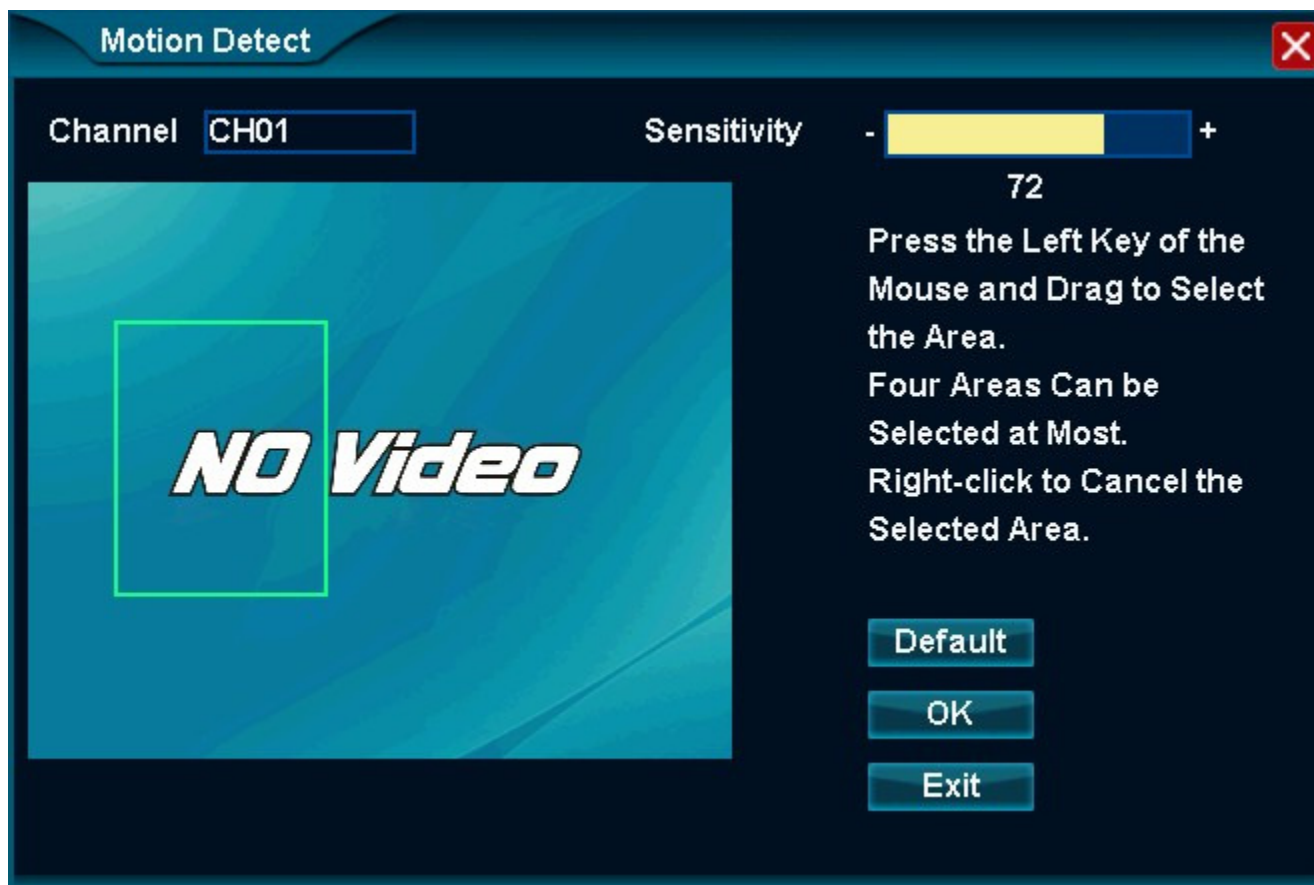 Motion Detect
Channel CH01 Sensitivity - +
72
Press the Left Key of the
Mouse and Drag to Select
the Area.
Four Areas Can be
Selected at Most.
Right-click to Cancel the
Selected Area.
NO Video
Default
OK
Exit